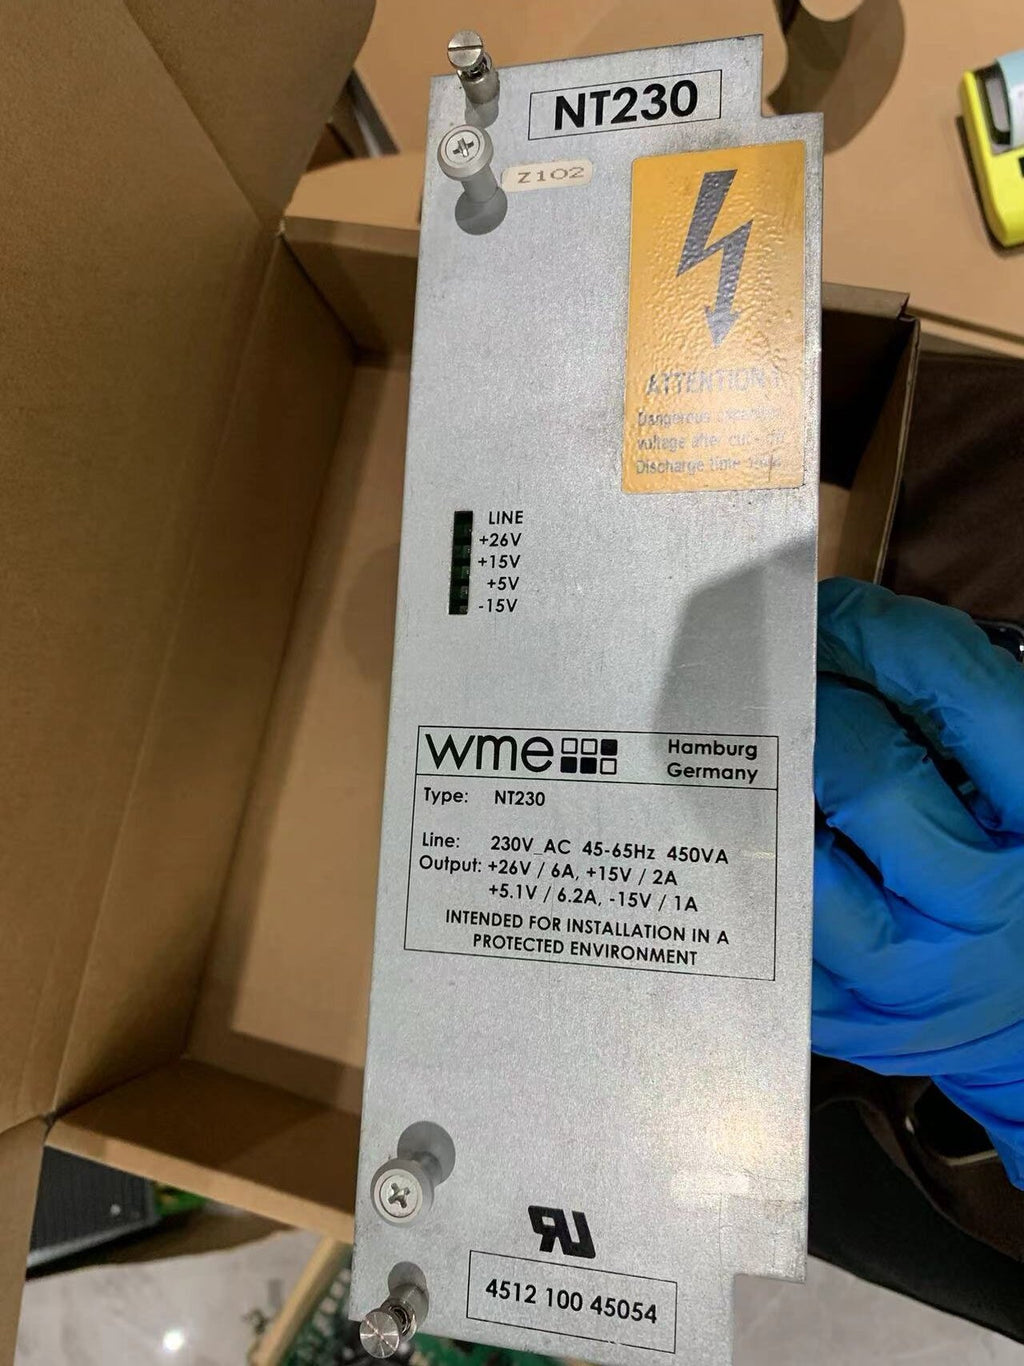 NT230
Z102
ATTENTION
Dangerous
voltage after cut - off
Discharge time
LINE
+26V
+15V
+5V
-15V
wme
Hamburg
Germany
Type: NT230
Line: 230V_AC 45-65Hz 450VA
Output: +26V / 6A, +15V / 2A
+5.1V / 6.2A, -15V / 1A
INTENDED FOR INSTALLATION IN A
PROTECTED ENVIRONMENT
4512 100 45054